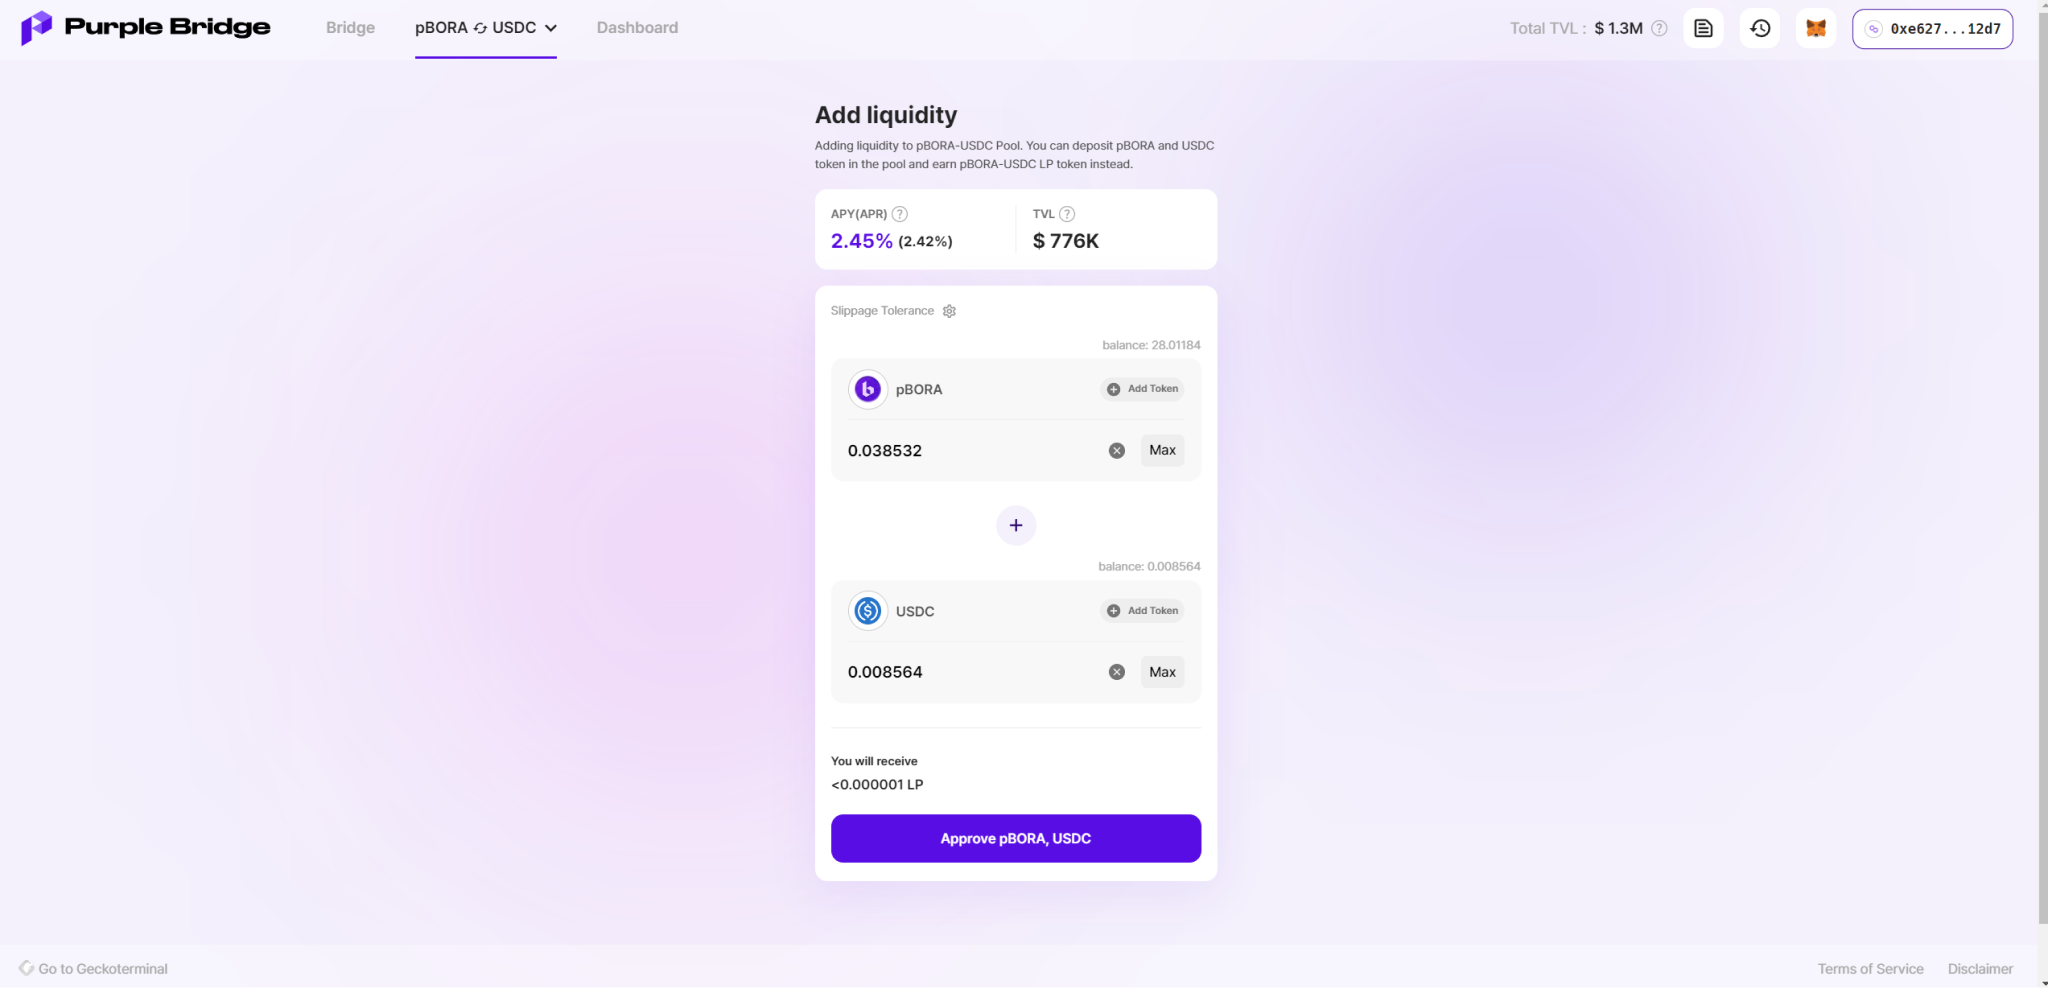 Purple Bridge
Bridge
pBORA USDC
Dashboard
Total TVL : $ 1.3M ?
0xe627...12d7
Add liquidity
Adding liquidity to pBORA-USDC Pool. You can deposit pBORA and USDC
token in the pool and earn pBORA-USDC LP token instead.
APY(APR) ?
2.45% (2.42%)
TVL ?
$ 776K
Slippage Tolerance
balance: 28.01184
pBORA
Add Token
0.038532
Max
+
balance: 0.008564
USDC
Add Token
0.008564
Max
You will receive
<0.000001 LP
Approve pBORA, USDC
Go to Geckoterminal
Terms of Service
Disclaimer